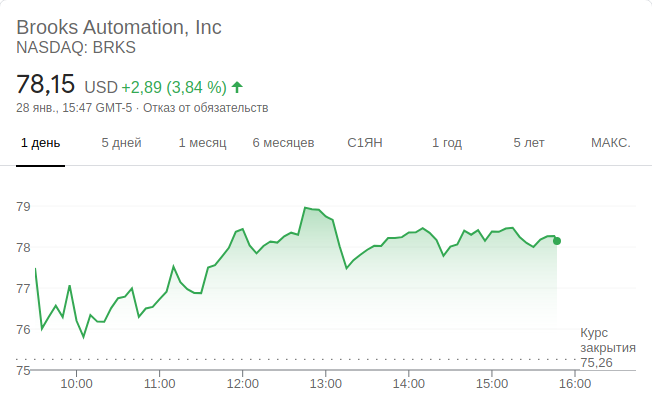 Brooks Automation, Inc
NASDAQ: BRKS
78,15 USD +2,89 (3,84 %)
28 янв., 15:47 GMT-5 · Отказ от обязательств
1 день 5 дней 1 месяц 6 месяцев С1ЯН 1 год 5 лет МАКС.
79
78
77
76
Курс
закрытия
75,26
75
10:00 11:00 12:00 13:00 14:00 15:00 16:00